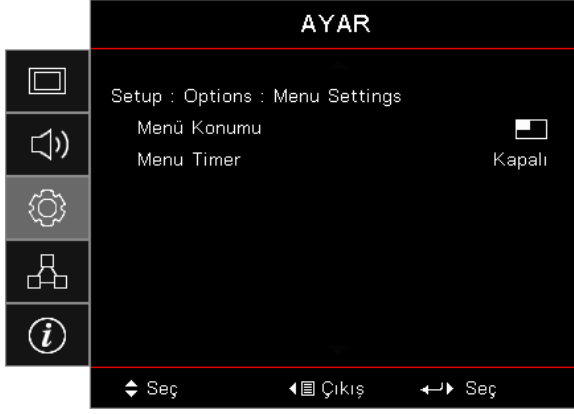 AYAR
Setup : Options : Menu Settings
Menü Konumu
Menu Timer Kapalı
Seç Çıkış Seç